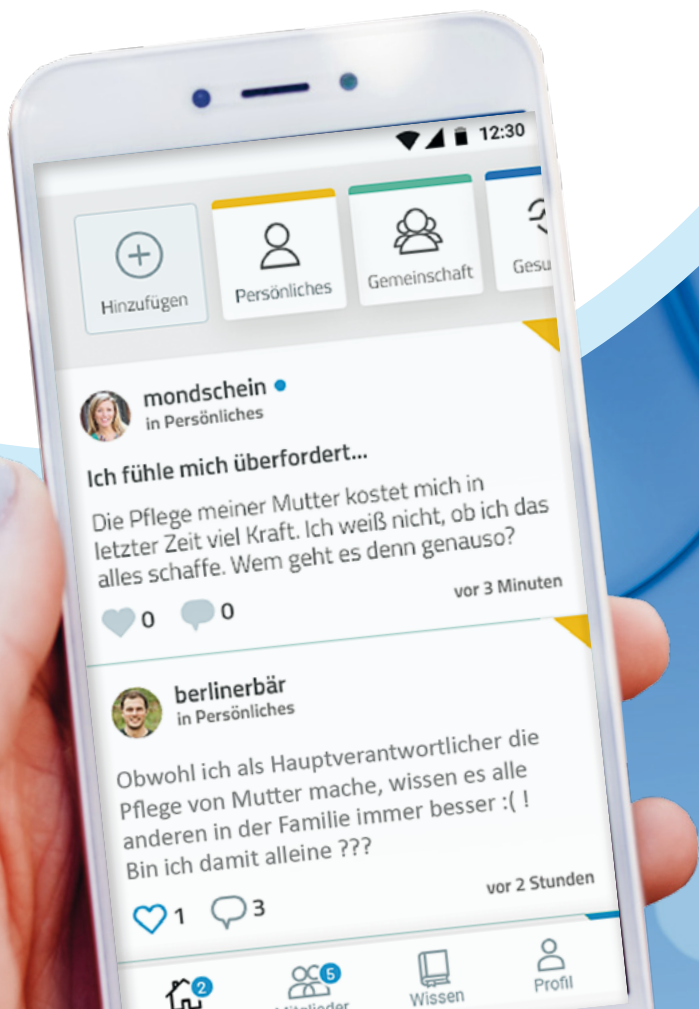 12:30
Hinzufügen
Persönliches
Gemeinschaft
Gesu
mondschein
in Persönliches
Ich fühle mich überfordert...
Die Pflege meiner Mutter kostet mich in
letzter Zeit viel Kraft. Ich weiß nicht, ob ich das
alles schaffe. Wem geht es denn genauso?
0
0
vor 3 Minuten
berlinerbär
in Persönliches
Obwohl ich als Hauptverantwortlicher die
Pflege von Mutter mache, wissen es alle
anderen in der Familie immer besser :( !
Bin ich damit alleine ???
1
3
vor 2 Stunden
2
5
Mitglieder
Wissen
Profil